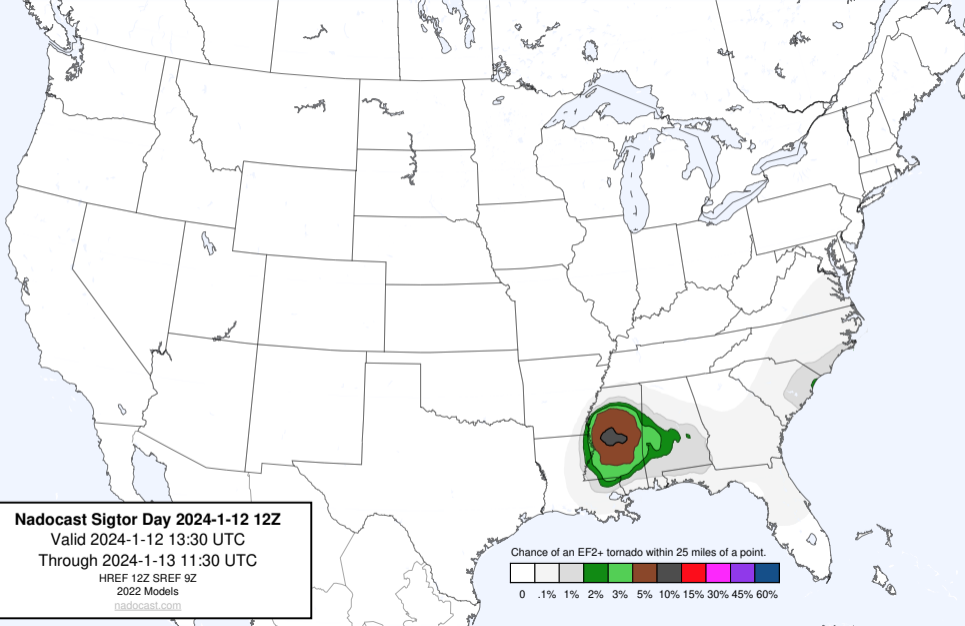 Nadocast Sigtor Day 2024-1-12 12Z
Valid 2024-1-12 13:30 UTC
Through 2024-1-13 11:30 UTC
HREF 12Z SREF 9Z
2022 Models
nadocast.com
Chance of an EF2+ tornado within 25 miles of a point.
0 .1% 1% 2% 3% 5% 10% 15% 30% 45% 60%